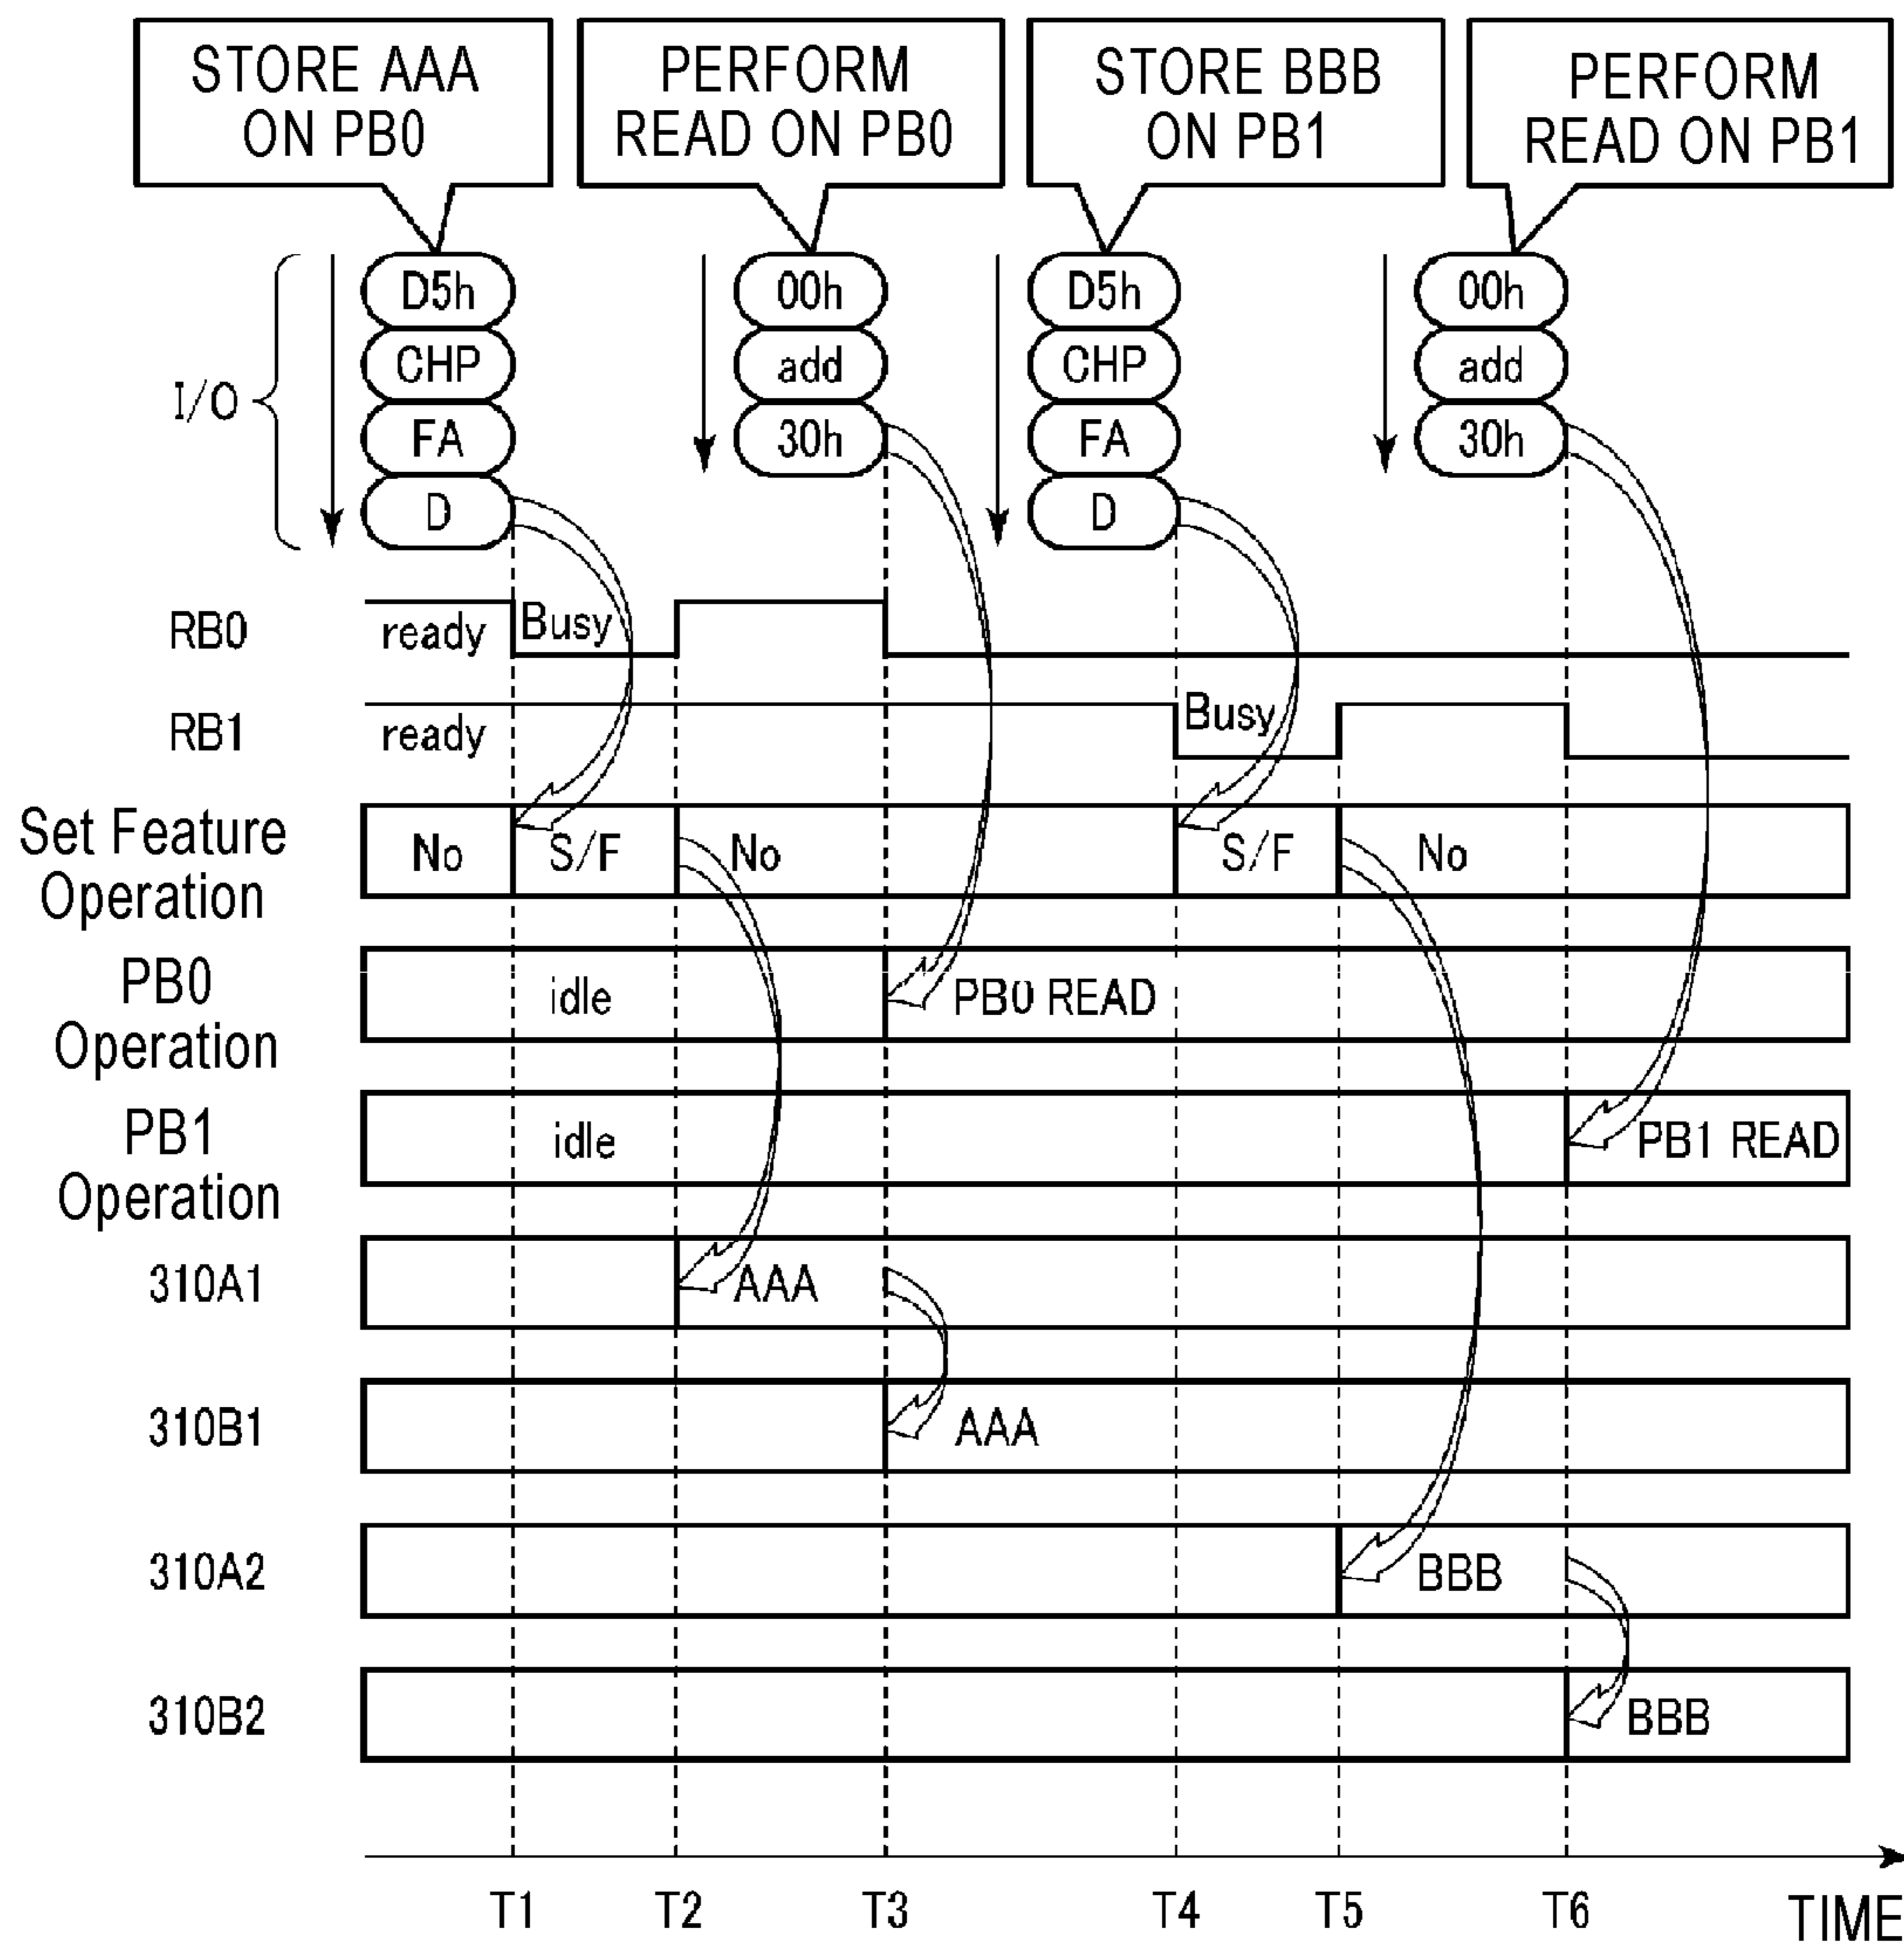 STORE AAA
ON PB0
PERFORM
READ ON PB0
STORE BBB
ON PB1
PERFORM
READ ON PB1
I/O
D5h
CHP
FA
D
00h
add
30h
D5h
CHP
FA
D
00h
add
30h
RB0
ready
Busy
RB1
ready
Busy
Set Feature
Operation
No
S/F
No
S/F
No
PB0
Operation
idle
PB0 READ
PB1
Operation
idle
PB1 READ
310A1
AAA
310B1
AAA
310A2
BBB
310B2
BBB
T1
T2
T3
T4
T5
T6
TIME